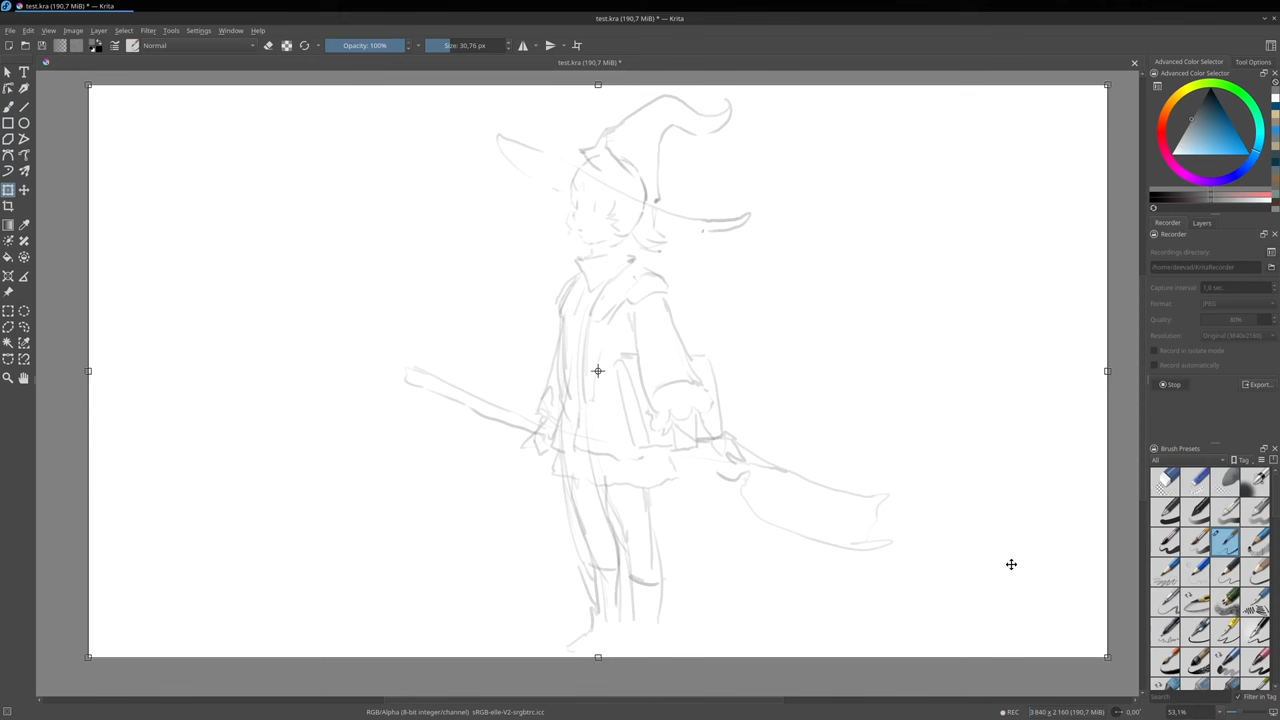 test.kra (190,7 MiB) * — Krita
test.kra (190,7 MiB) * — Krita
File Edit View Image Layer Select Filter Tools Settings Window Help
Normal
Opacity: 100%
Size: 30,76 px
test.kra (190,7 MiB) *
Advanced Color Selector
Tool Options
Advanced Color Selector
Recorder
Layers
Recorder
Recordings directory:
/home/deevad/KritaRecorder
Capture interval: 1,0 sec.
Format: JPEG
Quality: 80%
Resolution: Original (3840x2160)
Record in isolate mode
Record automatically
Stop
Export...
Brush Presets
All
Tag
Search
Filter in Tag
RGB/Alpha (8-bit integer/channel) sRGB-elle-V2-srgbtrc.icc
REC
3 840 x 2 160 (190,7 MiB)
0,00°
53,1%